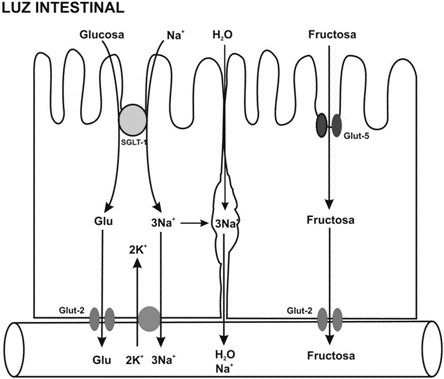 LUZ INTESTINAL
Glucosa Na⁺ H₂O Fructosa
SGLT-1 Glut-5
Glu 3Na⁺ 3Na Fructosa
2K⁺
Glut-2 Glut-2
Glu 2K⁺ 3Na⁺ H₂O Fructosa
Na⁺